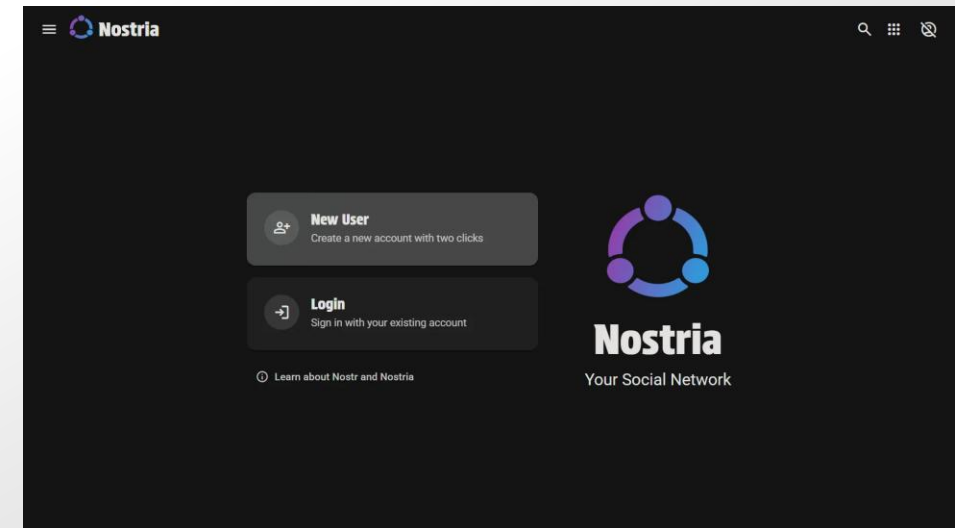 Nostria
New User
Create a new account with two clicks
Login
Sign in with your existing account
Learn about Nostr and Nostria
Nostria
Your Social Network